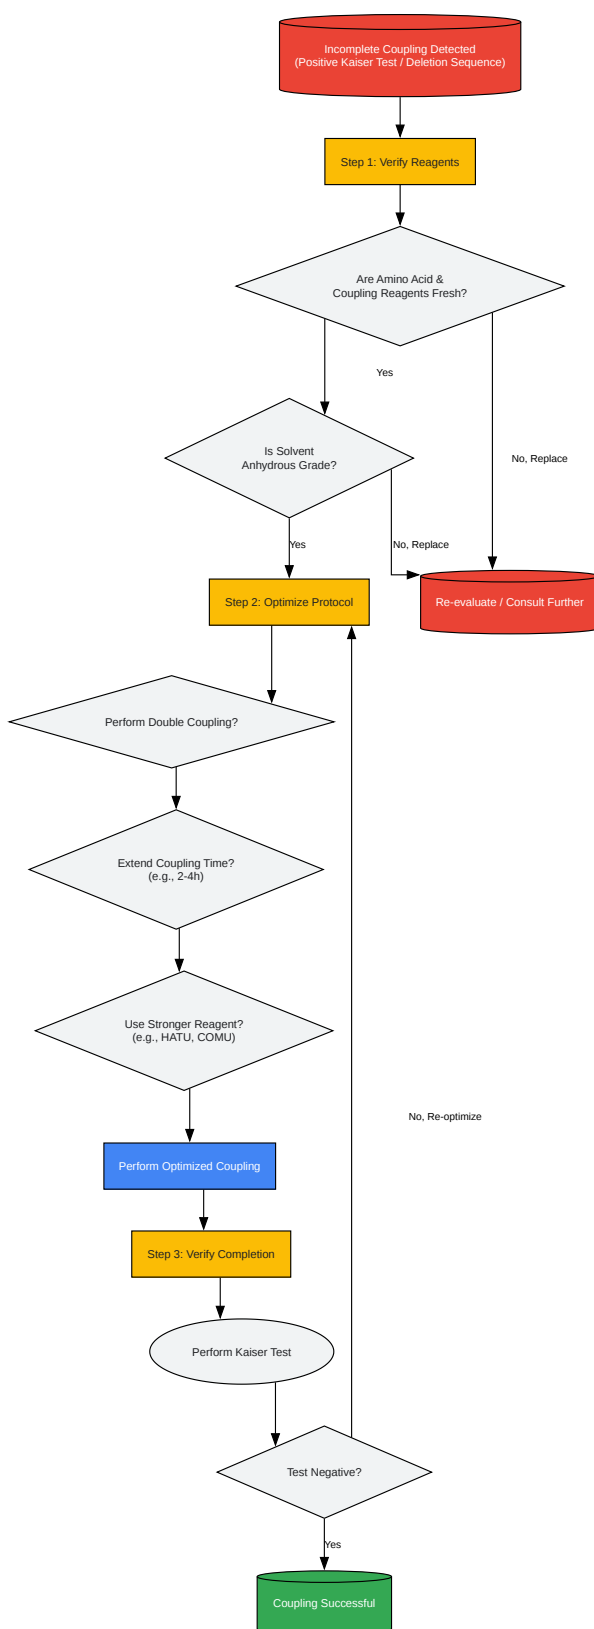 Incomplete Coupling Detected
(Positive Kaiser Test / Deletion Sequence)
Step 1: Verify Reagents
Are Amino Acid &
Coupling Reagents Fresh?
Yes
No, Replace
Is Solvent
Anhydrous Grade?
Yes
No, Replace
Step 2: Optimize Protocol
Re-evaluate / Consult Further
Perform Double Coupling?
Extend Coupling Time?
(e.g., 2-4h)
Use Stronger Reagent?
(e.g., HATU, COMU)
No, Re-optimize
Perform Optimized Coupling
Step 3: Verify Completion
Perform Kaiser Test
Test Negative?
Yes
Coupling Successful